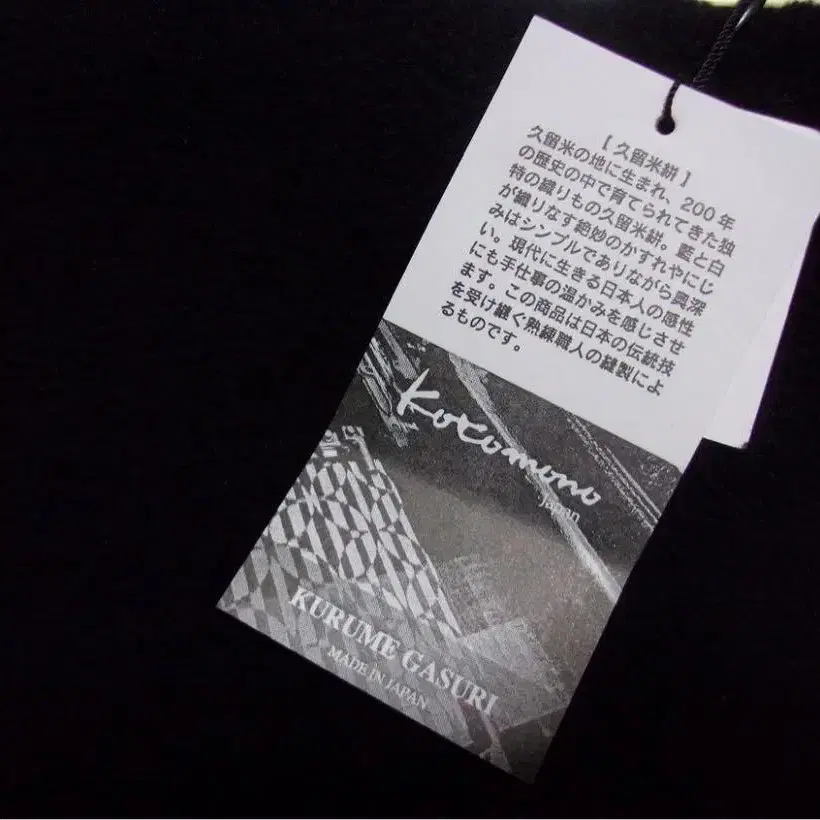 【久留米絣】
久留米の地に生まれ、200年
の歴史の中で育てられてきた独
特の織りもの久留米絣。藍と白
が織りなす絶妙のかすれやにじ
みはシンプルでありながら奥深
い。現代に生きる日本人の感性
にも手仕事の温かみを感じさせ
ます。この商品は日本の伝統技
を受け継ぐ熟練職人の縫製によ
るものです。
kotomono
Japan
KURUME GASURI
MADE IN JAPAN